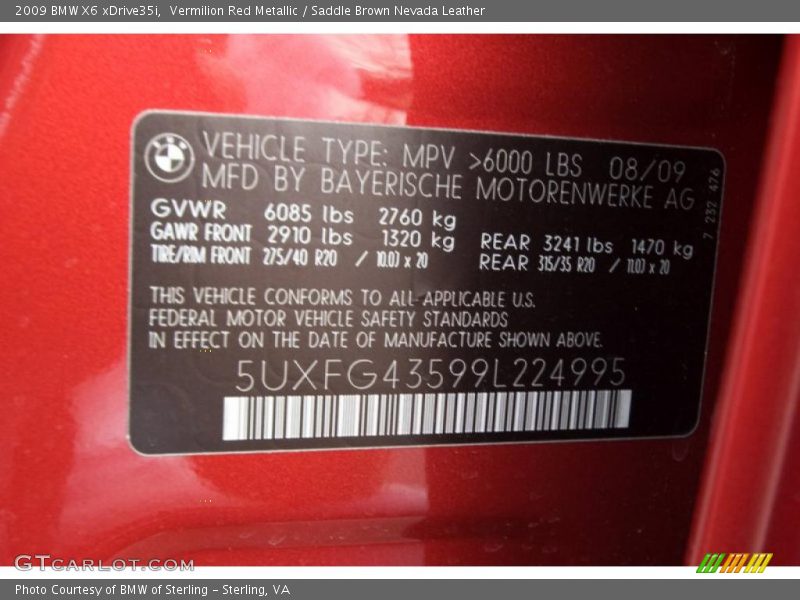 2009 BMW X6 xDrive35i, Vermilion Red Metallic / Saddle Brown Nevada Leather
VEHICLE TYPE: MPV >6000 LBS 08/09
MFD BY BAYERISCHE MOTORENWERKE AG
7 232 476
GVWR 6085 lbs 2760 kg
GAWR FRONT 2910 lbs 1320 kg REAR 3241 lbs 1470 kg
TIRE/RIM FRONT 275/40 R20 / 10.0J x 20 REAR 315/35 R20 / 11.0J x 20
THIS VEHICLE CONFORMS TO ALL APPLICABLE U.S.
FEDERAL MOTOR VEHICLE SAFETY STANDARDS
IN EFFECT ON THE DATE OF MANUFACTURE SHOWN ABOVE.
5UXFG43599L224995
GTCARLOT.COM
Photo Courtesy of BMW of Sterling - Sterling, VA